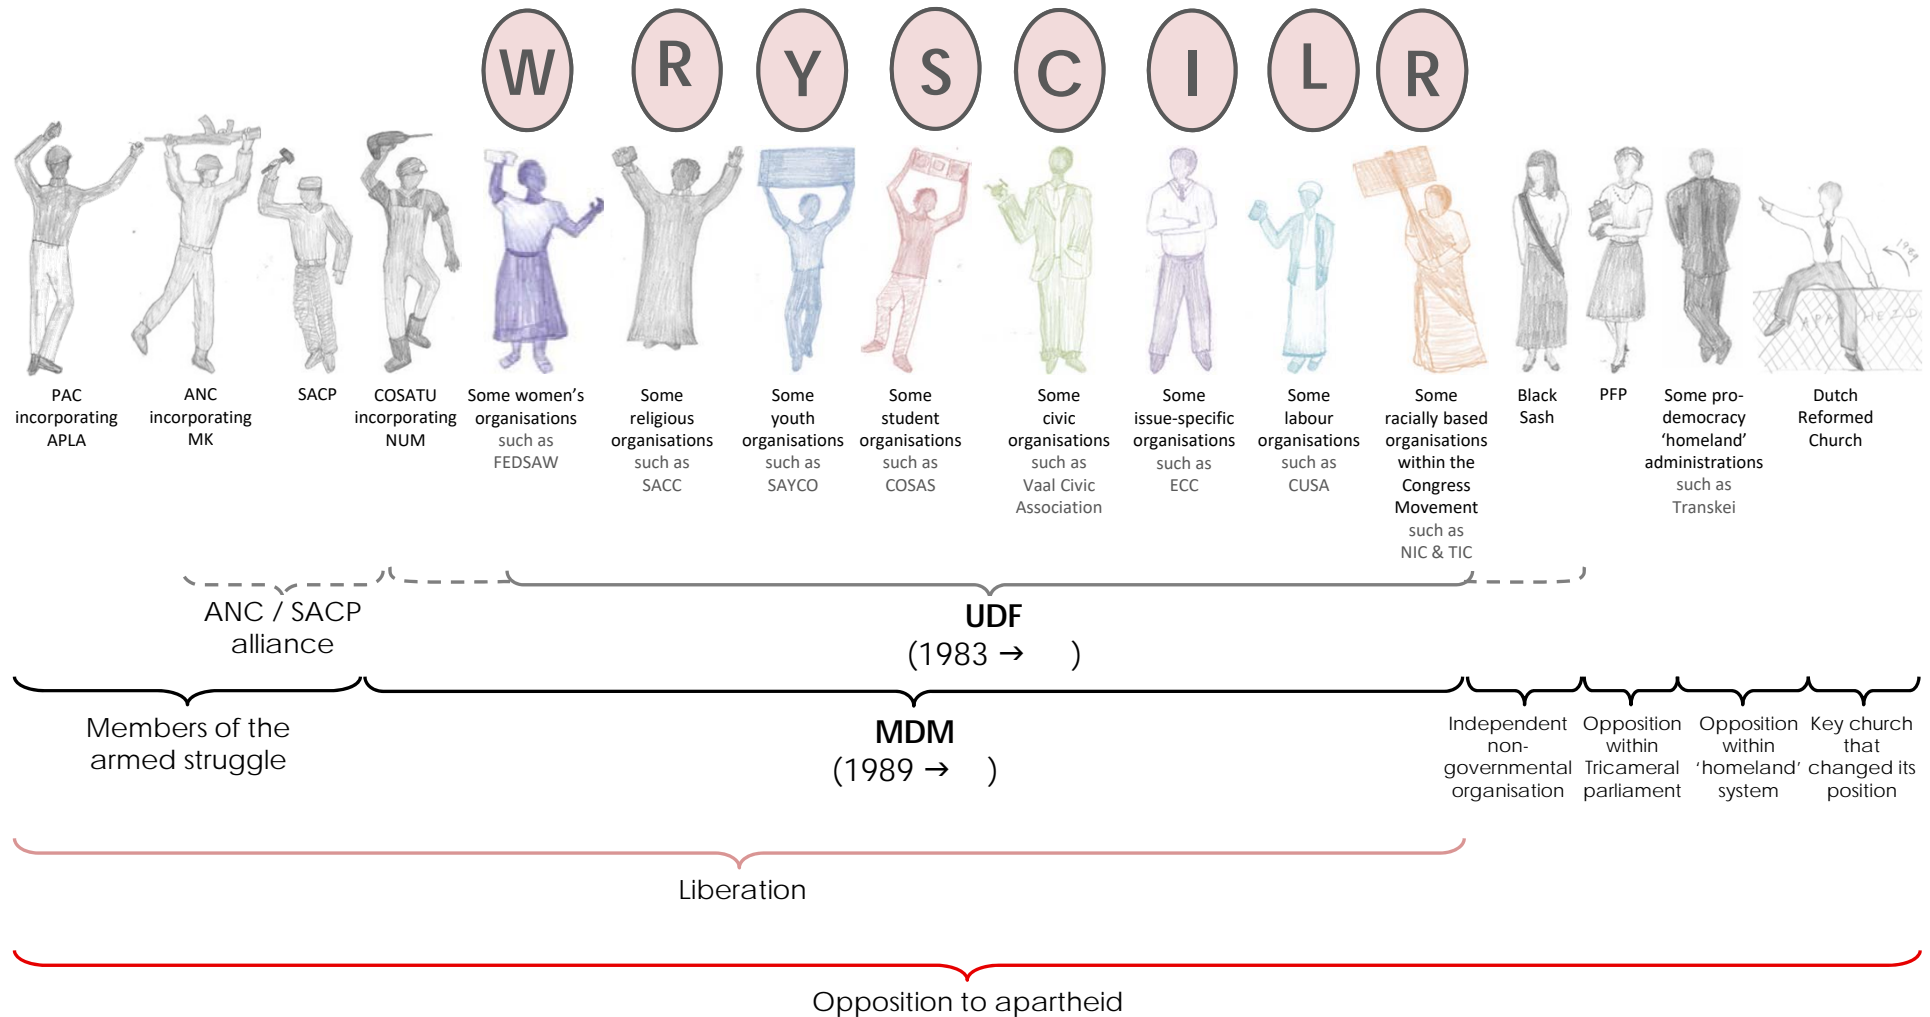 W
R
Y
S
C
I
L
R
PAC
incorporating
APLA
ANC
incorporating
MK
SACP
COSATU
incorporating
NUM
Some women’s
organisations
such as
FEDSAW
Some
religious
organisations
such as
SACC
Some
youth
organisations
such as
SAYCO
Some
student
organisations
such as
COSAS
Some
civic
organisations
such as
Vaal Civic
Association
Some
issue-specific
organisations
such as
ECC
Some
labour
organisations
such as
CUSA
Some
racially based
organisations
within the
Congress
Movement
such as
NIC & TIC
Black
Sash
PFP
Some pro-
democracy
‘homeland’
administrations
such as
Transkei
1989
Dutch
Reformed
Church
ANC / SACP
alliance
UDF
(1983 → )
Members of the
armed struggle
MDM
(1989 → )
Independent
non-
governmental
organisation
Opposition
within
Tricameral
parliament
Opposition
within
‘homeland’
system
Key church
that
changed its
position
Liberation
Opposition to apartheid